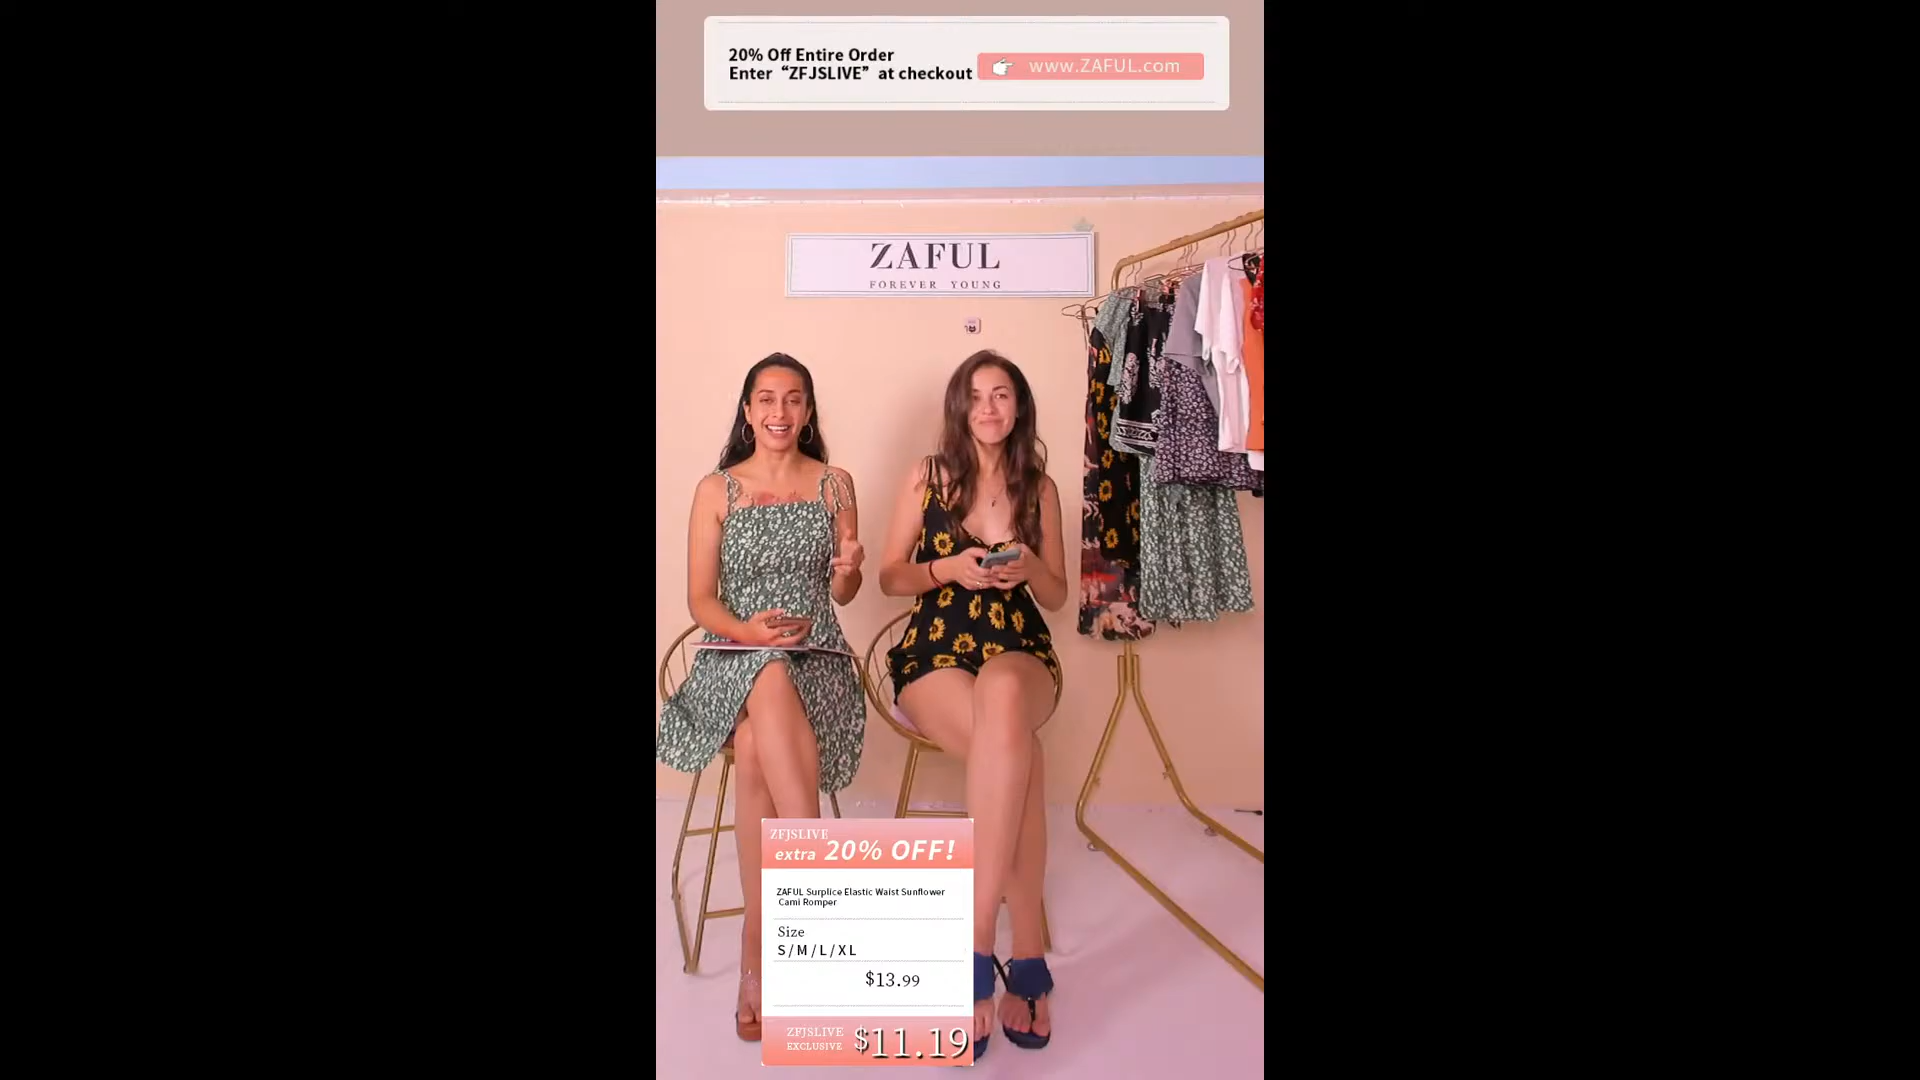 20% Off Entire Order
Enter“ZFJSLIVE”at checkout
www.ZAFUL.com
ZAFUL
FOREVER YOUNG
ZFJSLIVE
extra 20% OFF!
ZAFUL Surplice Elastic Waist Sunflower
Cami Romper
Size
S/M/L/XL
$13.99
ZFJSLIVE
EXCLUSIVE
$11.19